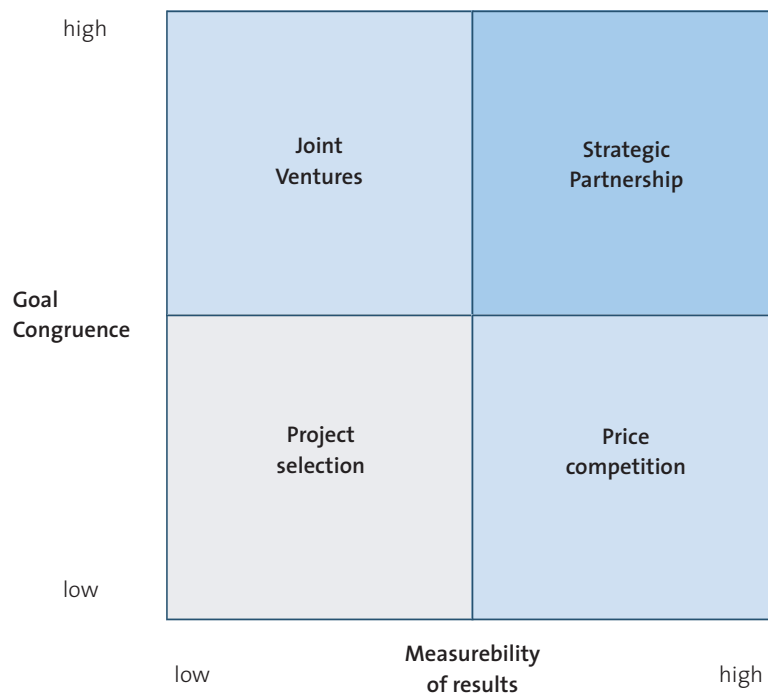 high
Joint
Ventures
Strategic
Partnership
Goal
Congruence
Project
selection
Price
competition
low
low
Measurebility
of results
high